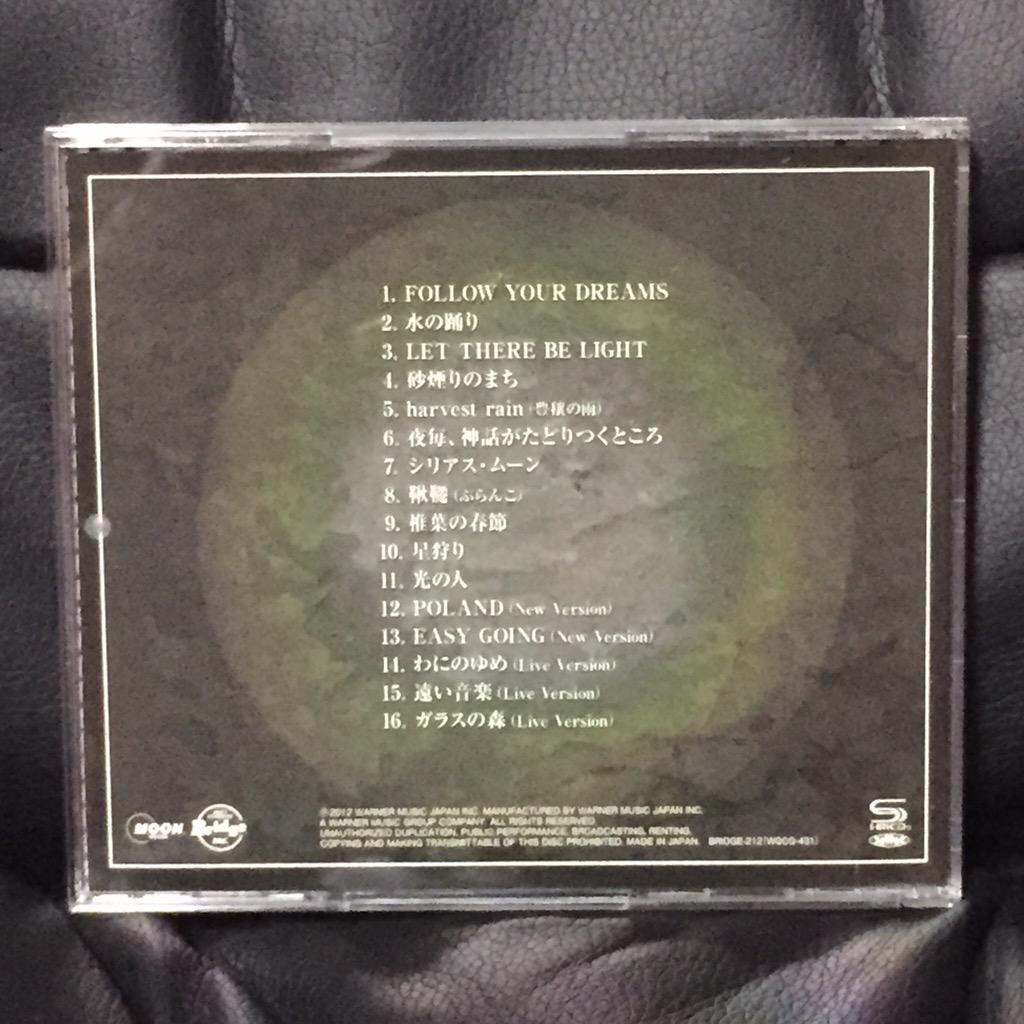 1. FOLLOW YOUR DREAMS
2. 水の踊り
3. LET THERE BE LIGHT
4. 砂煙りのまち
5. harvest rain (豊穣の雨)
6. 夜毎、神話がたどりつくところ
7. シリアス・ムーン
8. 鞦韆 (ぶらんこ)
9. 椎葉の春節
10. 星狩り
11. 光の人
12. POLAND (New Version)
13. EASY GOING (New Version)
14. わにのゆめ (Live Version)
15. 遠い音楽 (Live Version)
16. ガラスの森 (Live Version)
MOON
Bridge
INC.
℗2012 WARNER MUSIC JAPAN INC. MANUFACTURED BY WARNER MUSIC JAPAN INC.
A WARNER MUSIC GROUP COMPANY. ALL RIGHTS RESERVED.
UNAUTHORIZED DUPLICATION, PUBLIC PERFORMANCE, BROADCASTING, RENTING,
COPYING AND MAKING TRANSMITTABLE OF THIS DISC PROHIBITED. MADE IN JAPAN. BRIDGE-212 (WQCQ-431)